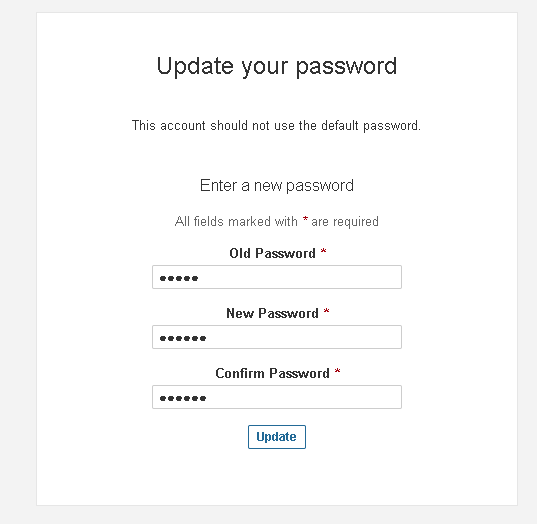 Update your password
This account should not use the default password.
Enter a new password
All fields marked with * are required
Old Password *
•••••
New Password *
••••••
Confirm Password *
••••••
Update